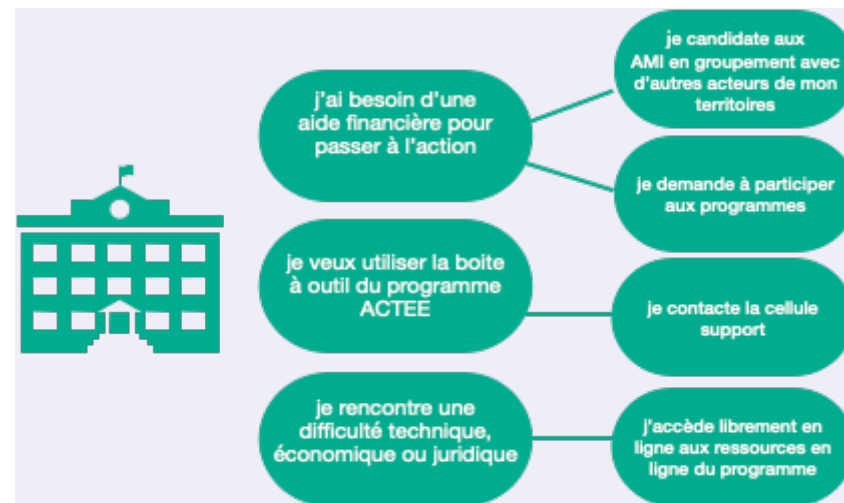 j'ai besoin d'une
aide financière pour
passer à l'action
je candidate aux
AMI en groupement avec
d'autres acteurs de mon
territoires
je demande à participer
aux programmes
je veux utiliser la boite
à outil du programme
ACTEE
je contacte la cellule
support
je rencontre une
difficulté technique,
économique ou juridique
j'accède librement en
ligne aux ressources en
ligne du programme